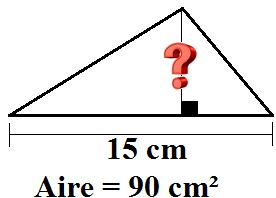 ?
15 cm
Aire = 90 cm²